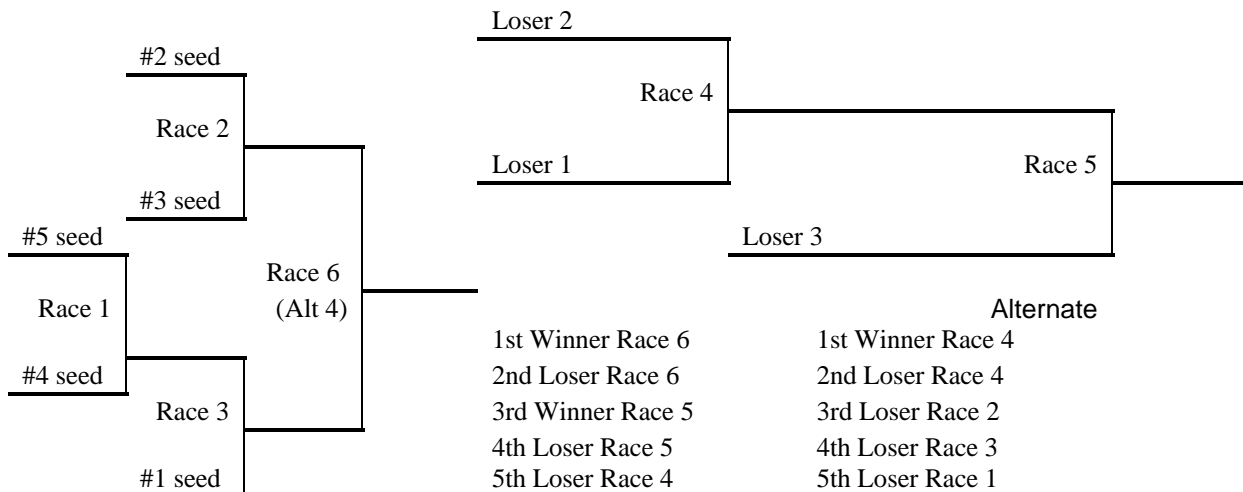 Loser 2
#2 seed
Race 4
Race 2
Loser 1
Race 5
#3 seed
#5 seed
Loser 3
Race 6
(Alt 4)
Race 1
Alternate
1st Winner Race 6
1st Winner Race 4
#4 seed
2nd Loser Race 6
2nd Loser Race 4
Race 3
3rd Winner Race 5
3rd Loser Race 2
4th Loser Race 5
4th Loser Race 3
#1 seed
5th Loser Race 4
5th Loser Race 1